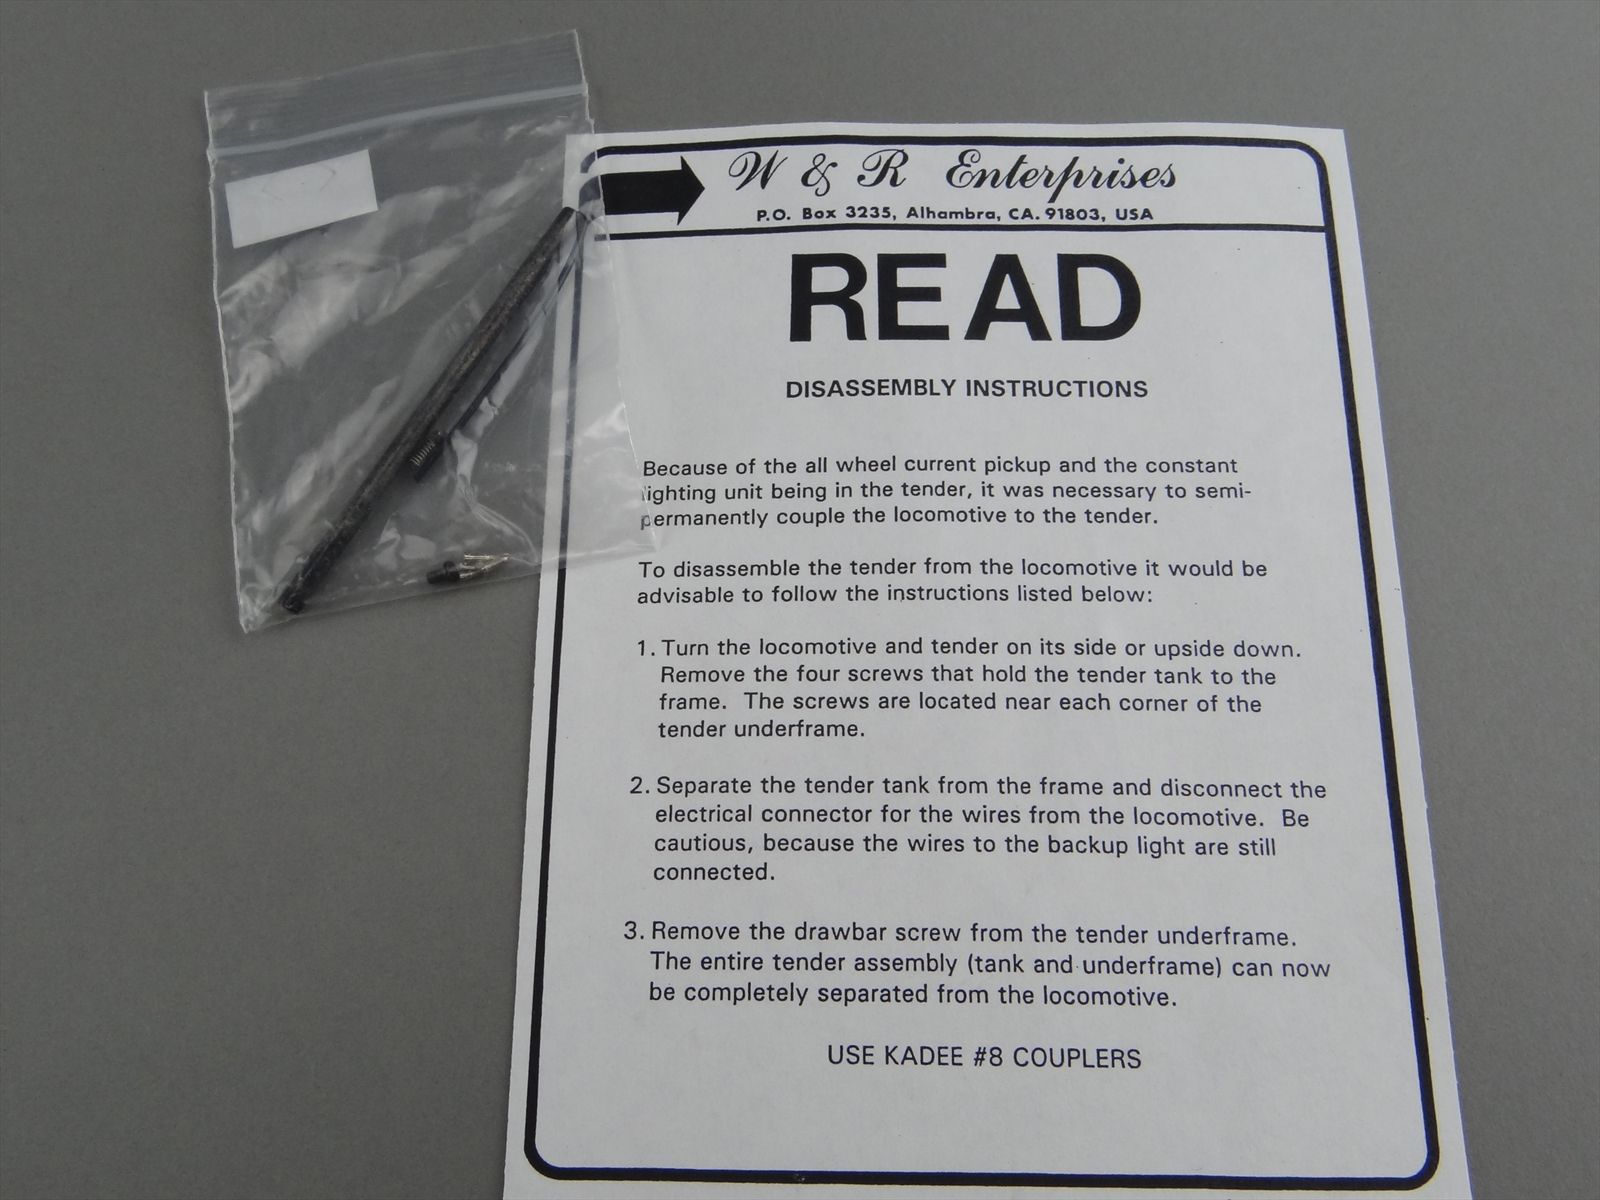 W & R Enterprises
P.O. Box 3235, Alhambra, CA. 91803, USA
READ
DISASSEMBLY INSTRUCTIONS
Because of the all wheel current pickup and the constant
lighting unit being in the tender, it was necessary to semi-
permanently couple the locomotive to the tender.
To disassemble the tender from the locomotive it would be
advisable to follow the instructions listed below:
1. Turn the locomotive and tender on its side or upside down.
Remove the four screws that hold the tender tank to the
frame. The screws are located near each corner of the
tender underframe.
2. Separate the tender tank from the frame and disconnect the
electrical connector for the wires from the locomotive. Be
cautious, because the wires to the backup light are still
connected.
3. Remove the drawbar screw from the tender underframe.
The entire tender assembly (tank and underframe) can now
be completely separated from the locomotive.
USE KADEE #8 COUPLERS